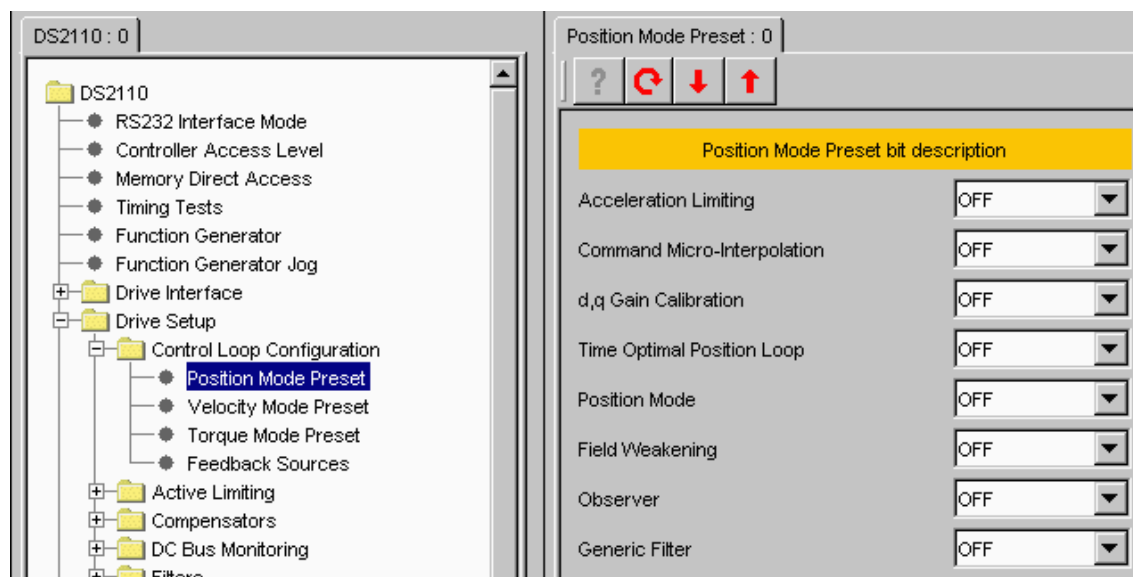 DS2110 : 0
DS2110
RS232 Interface Mode
Controller Access Level
Memory Direct Access
Timing Tests
Function Generator
Function Generator Jog
Drive Interface
Drive Setup
Control Loop Configuration
Position Mode Preset
Velocity Mode Preset
Torque Mode Preset
Feedback Sources
Active Limiting
Compensators
DC Bus Monitoring
Filters
Position Mode Preset : 0
?
Position Mode Preset bit description
Acceleration Limiting OFF
Command Micro-Interpolation OFF
d,q Gain Calibration OFF
Time Optimal Position Loop OFF
Position Mode OFF
Field Weakening OFF
Observer OFF
Generic Filter OFF